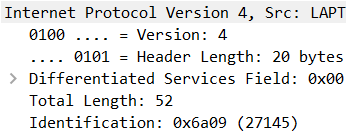 Internet Protocol Version 4, Src: LAPT
0100 .... = Version: 4
.... 0101 = Header Length: 20 bytes
Differentiated Services Field: 0x00
Total Length: 52
Identification: 0x6a09 (27145)